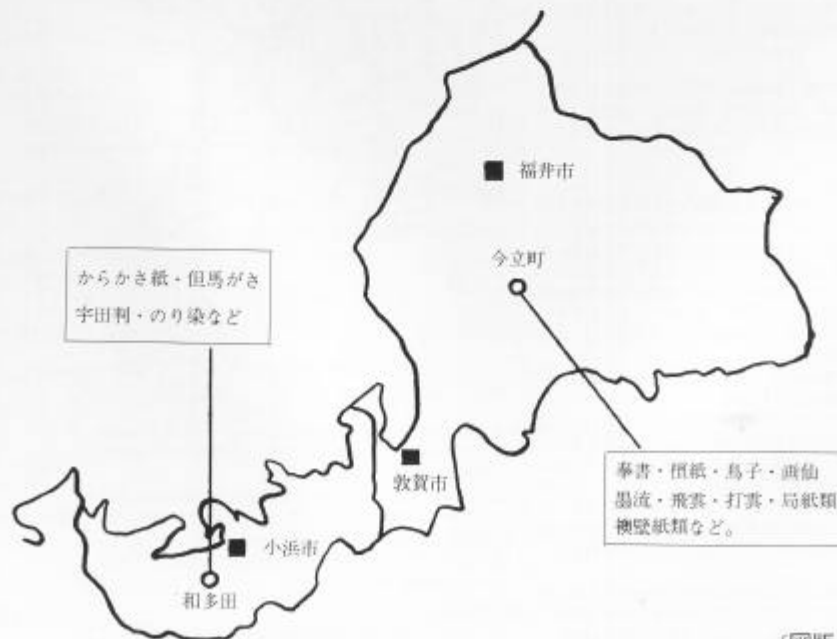 福井市
今立町
からかさ紙・但馬がさ
宇田判・のり染など
敦賀市
奉書・檀紙・鳥子・画仙
墨流・飛雲・打雲・局紙類
襖壁紙類など。
小浜市
和多田